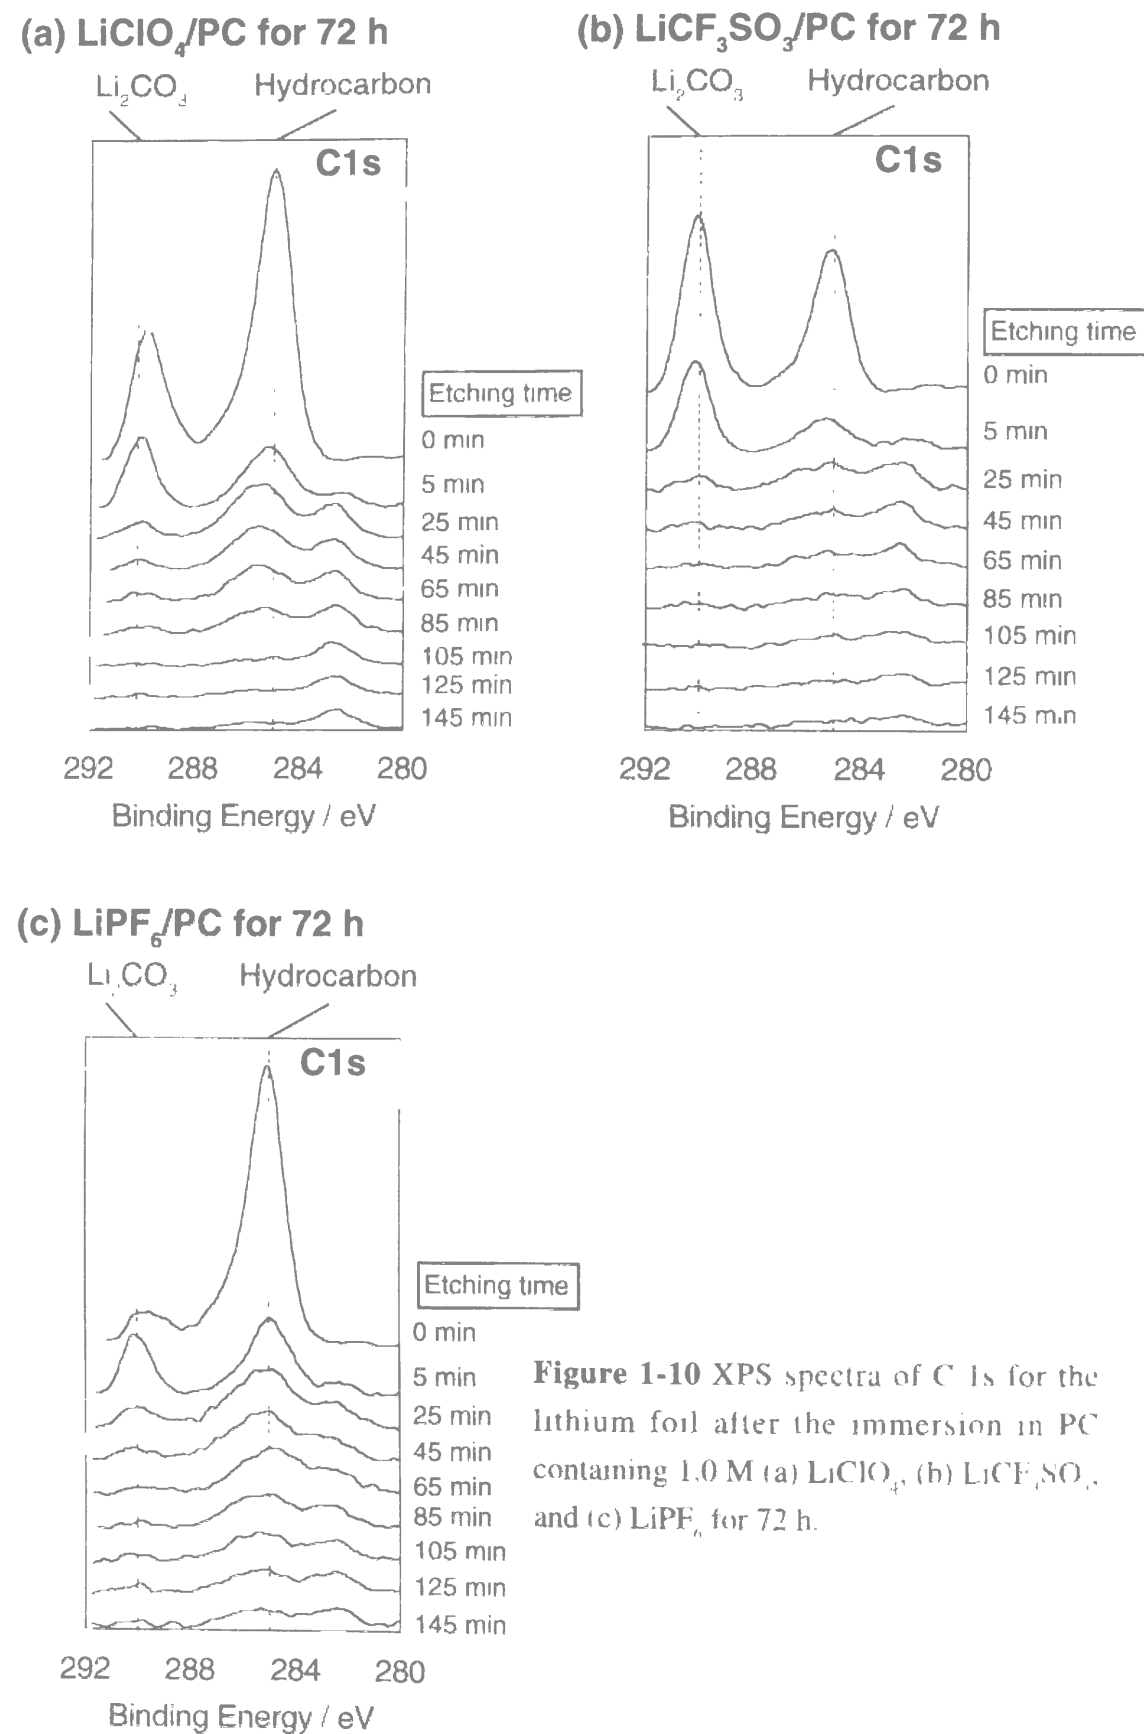 (a) LiClO4/PC for 72 h
Li2CO3 Hydrocarbon
C1s
Etching time
0 min
5 min
25 min
45 min
65 min
85 min
105 min
125 min
145 min
292 288 284 280
Binding Energy / eV
(b) LiCF3SO3/PC for 72 h
Li2CO3 Hydrocarbon
C1s
Etching time
0 min
5 min
25 min
45 min
65 min
85 min
105 min
125 min
145 min
292 288 284 280
Binding Energy / eV
(c) LiPF6/PC for 72 h
Li2CO3 Hydrocarbon
C1s
Etching time
0 min
5 min
25 min
45 min
65 min
85 min
105 min
125 min
145 min
292 288 284 280
Binding Energy / eV
Figure 1-10 XPS spectra of C 1s for the
lithium foil after the immersion in PC
containing 1.0 M (a) LiClO4, (b) LiCF3SO3,
and (c) LiPF6 for 72 h.